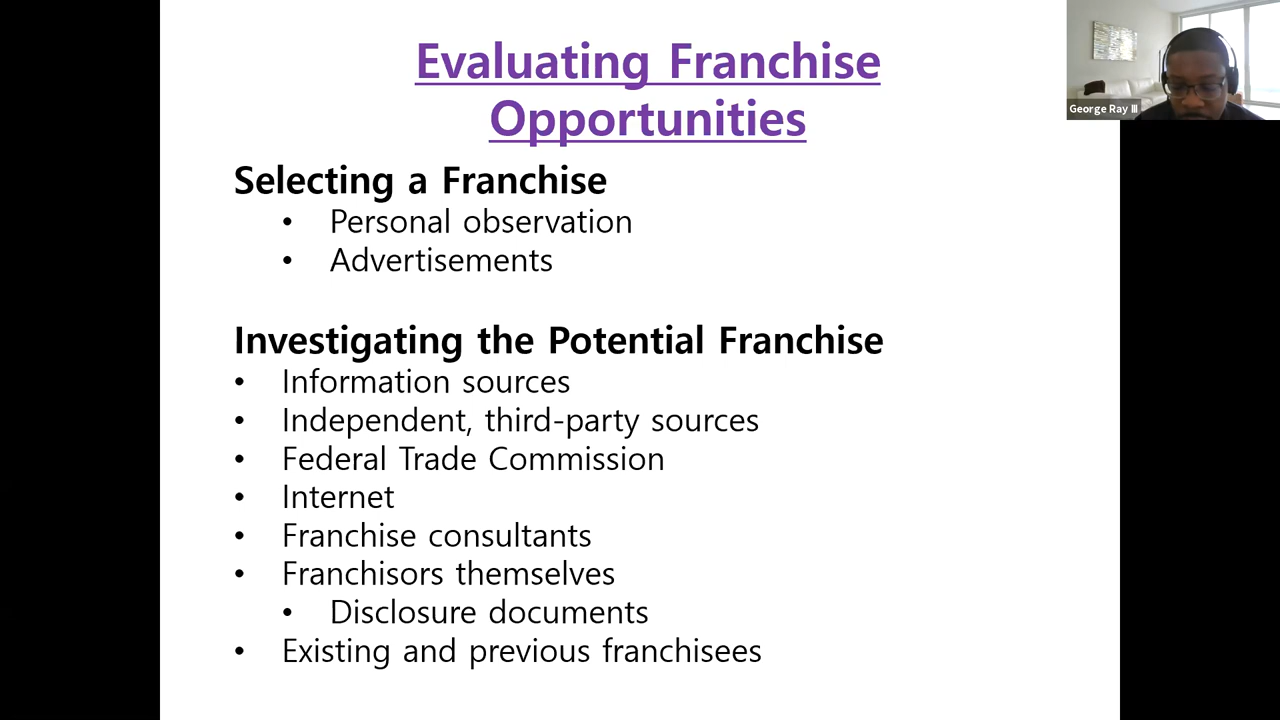 Evaluating Franchise
Opportunities
George Ray III
Selecting a Franchise
• Personal observation
• Advertisements
Investigating the Potential Franchise
• Information sources
• Independent, third-party sources
• Federal Trade Commission
• Internet
• Franchise consultants
• Franchisors themselves
• Disclosure documents
• Existing and previous franchisees